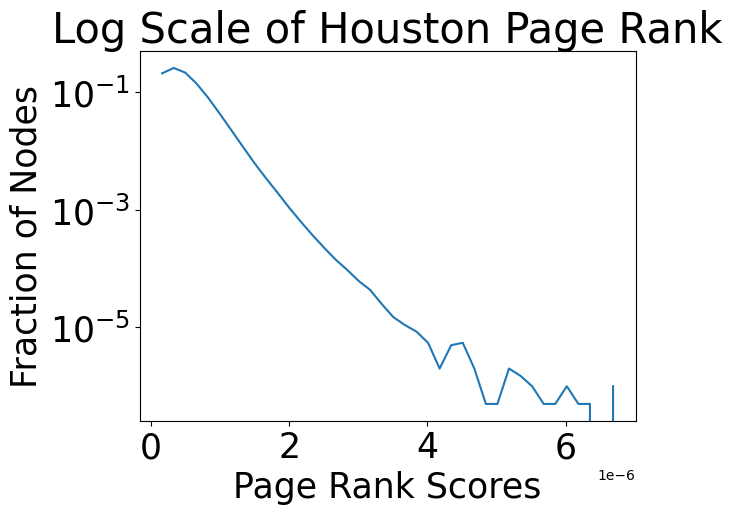 Log Scale of Houston Page Rank
Fraction of Nodes
10⁻¹
10⁻³
10⁻⁵
0 2 4 6
1e−6
Page Rank Scores